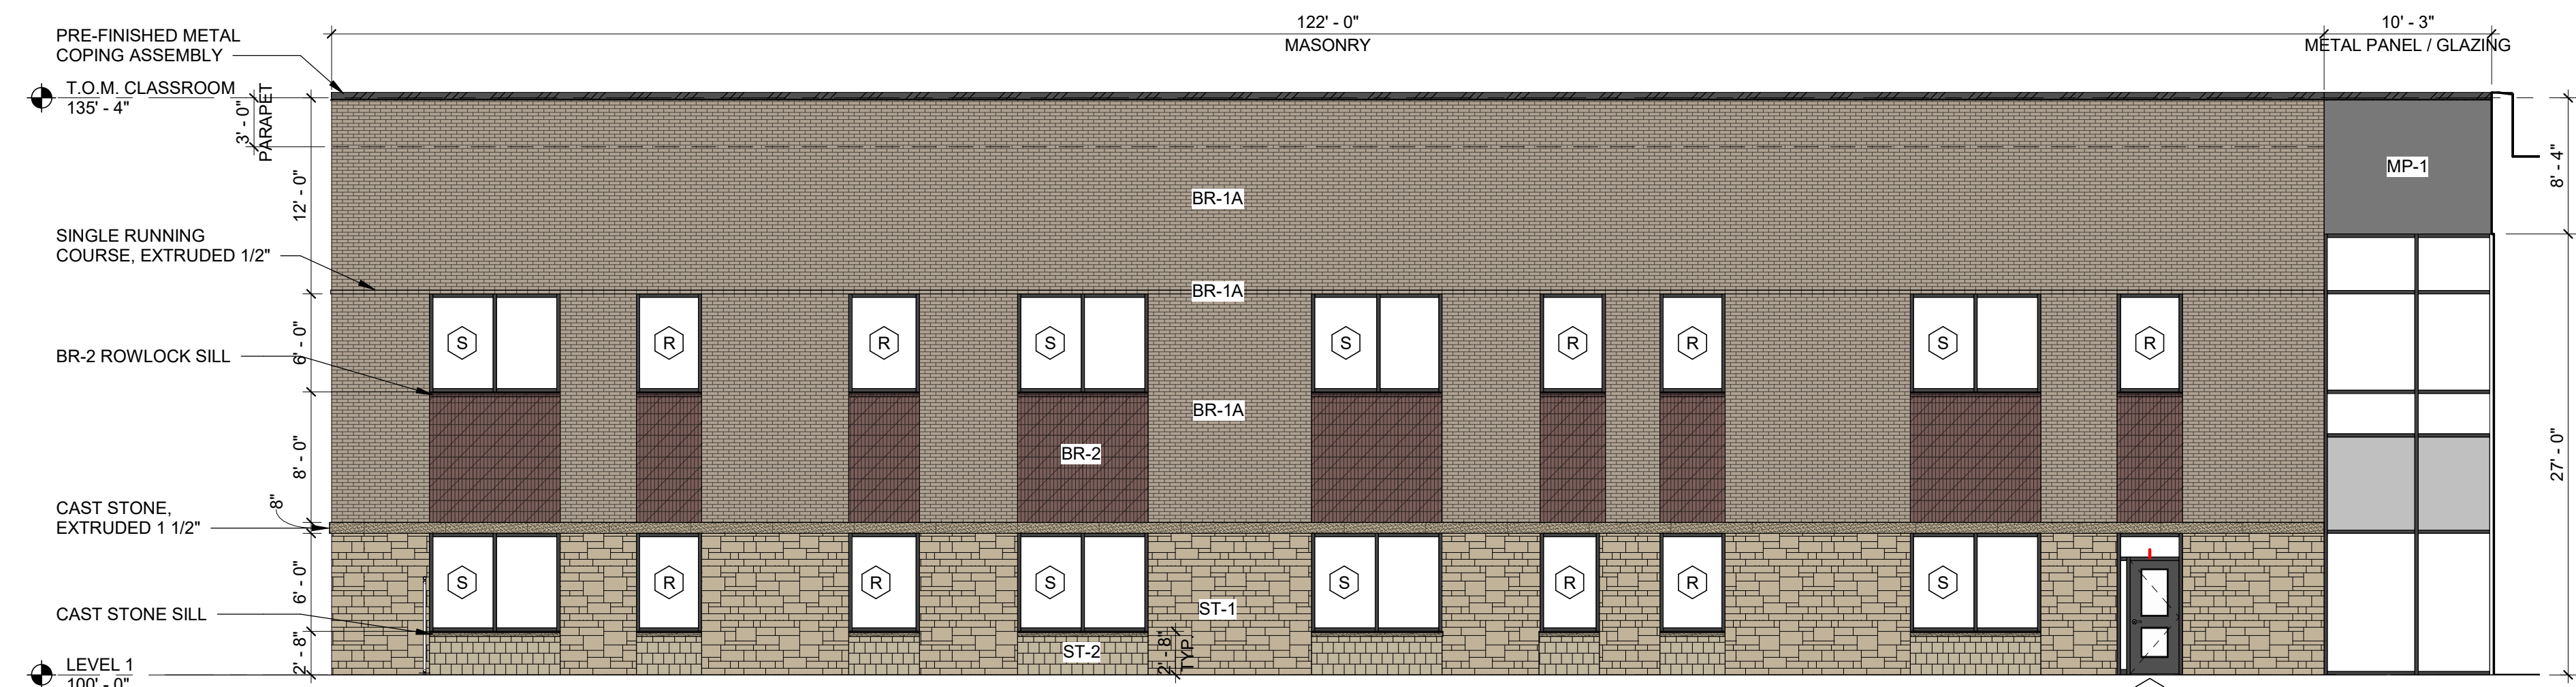 122' - 0"
10' - 3"
MASONRY
METAL PANEL / GLAZING
PRE-FINISHED METAL
COPING ASSEMBLY
T.O.M. CLASSROOM
135' - 4"
3' - 0"
PARAPET
12' - 0"
BR-1A
MP-1
8' - 4"
SINGLE RUNNING
COURSE, EXTRUDED 1/2"
BR-1A
S
R
R
S
S
R
R
S
R
6' - 0"
BR-2 ROWLOCK SILL
BR-1A
BR-2
8' - 0"
27' - 0"
8"
CAST STONE,
EXTRUDED 1 1/2"
S
R
R
S
S
R
R
S
6' - 0"
CAST STONE SILL
ST-1
ST-2
2' - 8"
2' - 8"
TYP.
LEVEL 1
100' - 0"